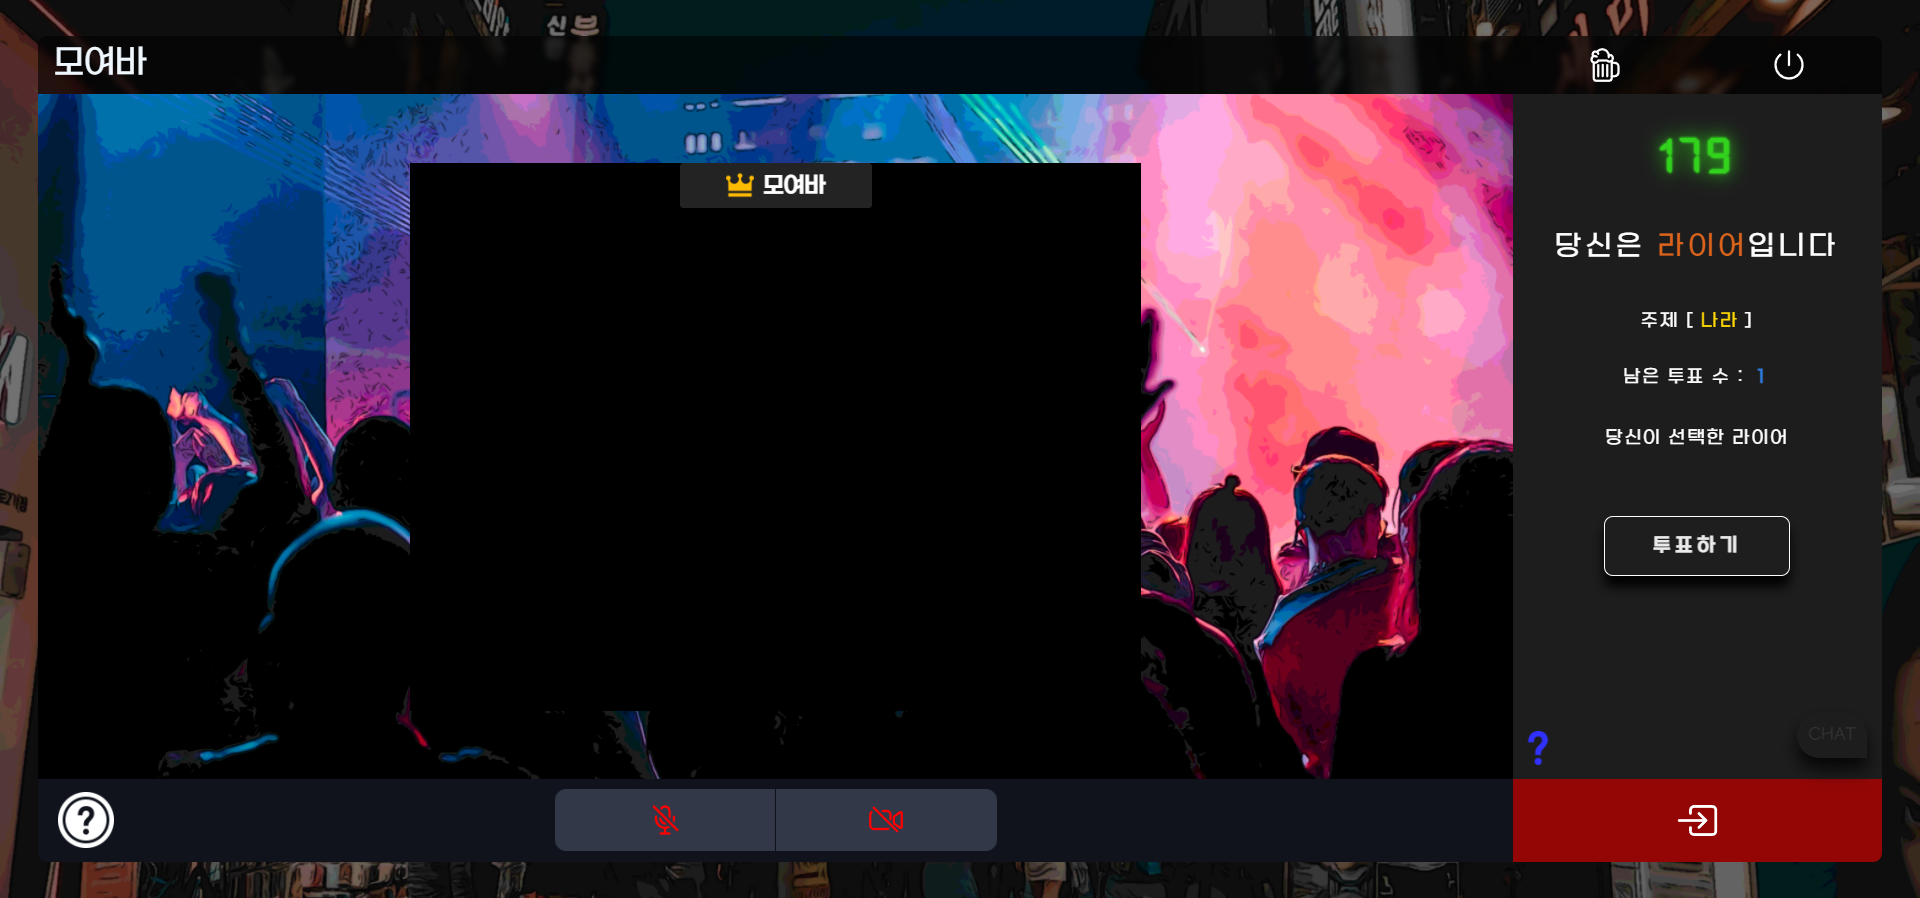 신브
모여바
모여바
179
당신은 라이어입니다
주제 [ 나라 ]
남은 투표 수 : 1
당신이 선택한 라이어
투표하기
?
CHAT
?